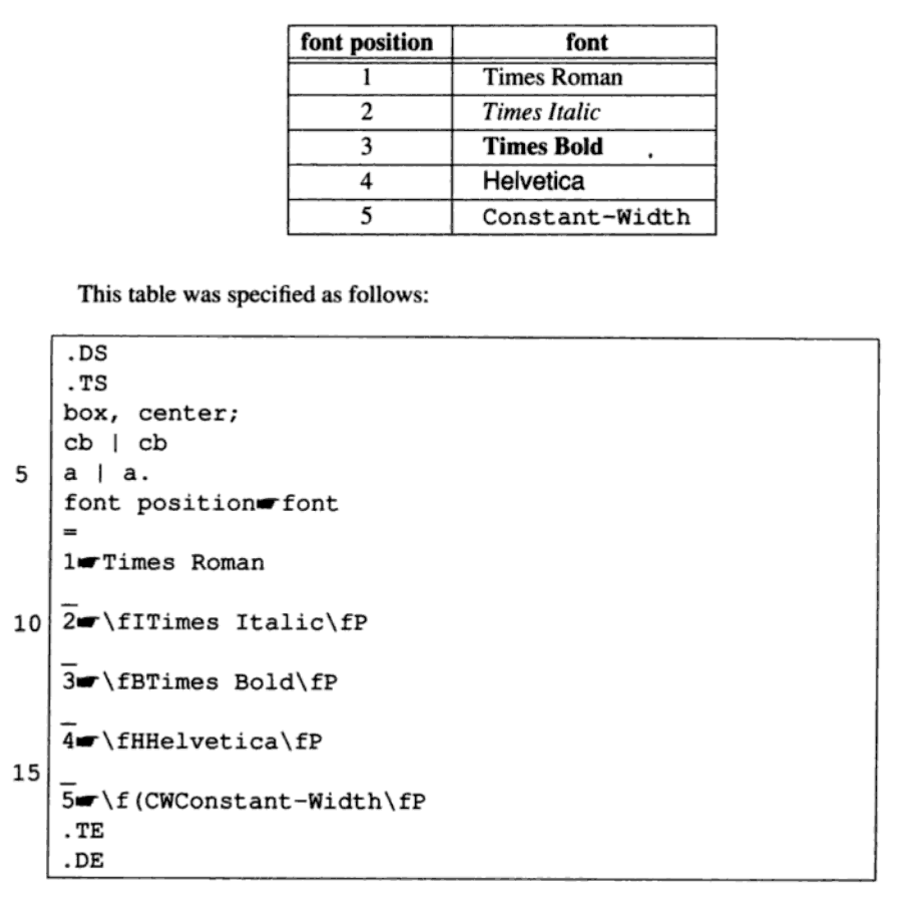 font position font
1 Times Roman
2 Times Italic
3 Times Bold
4 Helvetica
5 Constant-Width
This table was specified as follows:
.DS
.TS
box, center;
cb | cb
5 a | a.
font position☛font
=
1☛Times Roman
_
10 2☛\fITimes Italic\fP
_
3☛\fBTimes Bold\fP
_
4☛\fHHelvetica\fP
15 _
5☛\f(CWConstant-Width\fP
.TE
.DE